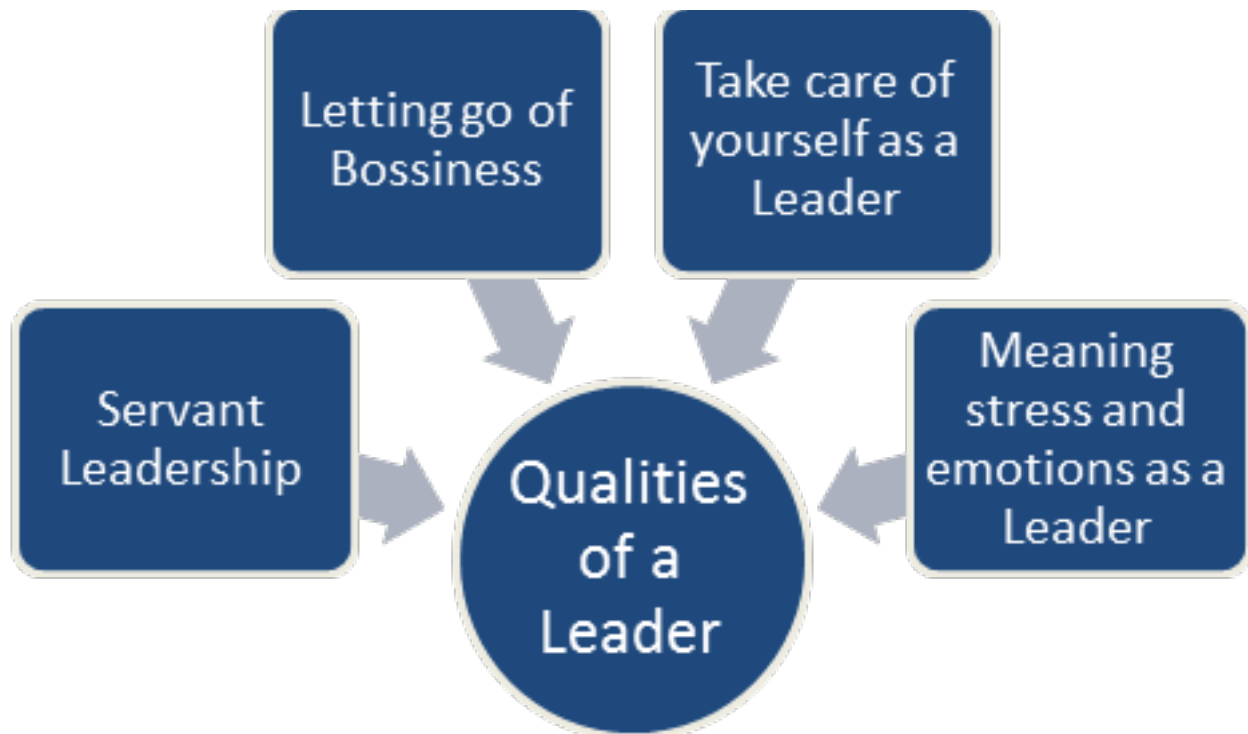 Letting go of
Bossiness
Take care of
yourself as a
Leader
Servant
Leadership
Meaning
stress and
emotions as a
Leader
Qualities
of a
Leader